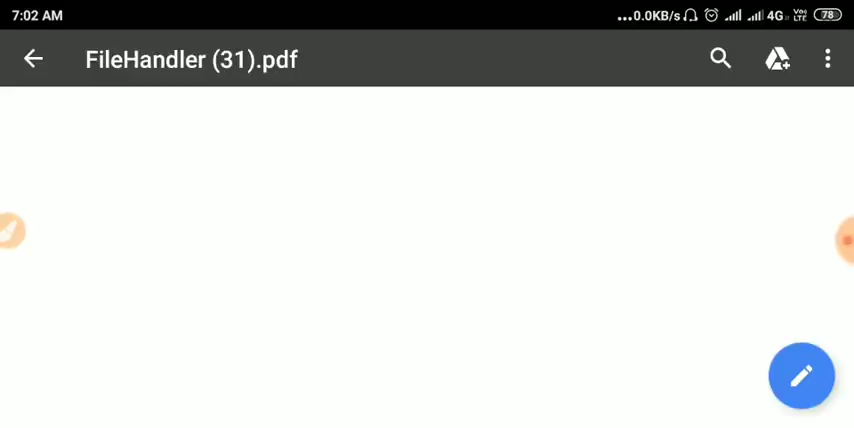 7:02 AM ...0.0KB/s 4G Vo) LTE 78
FileHandler (31).pdf